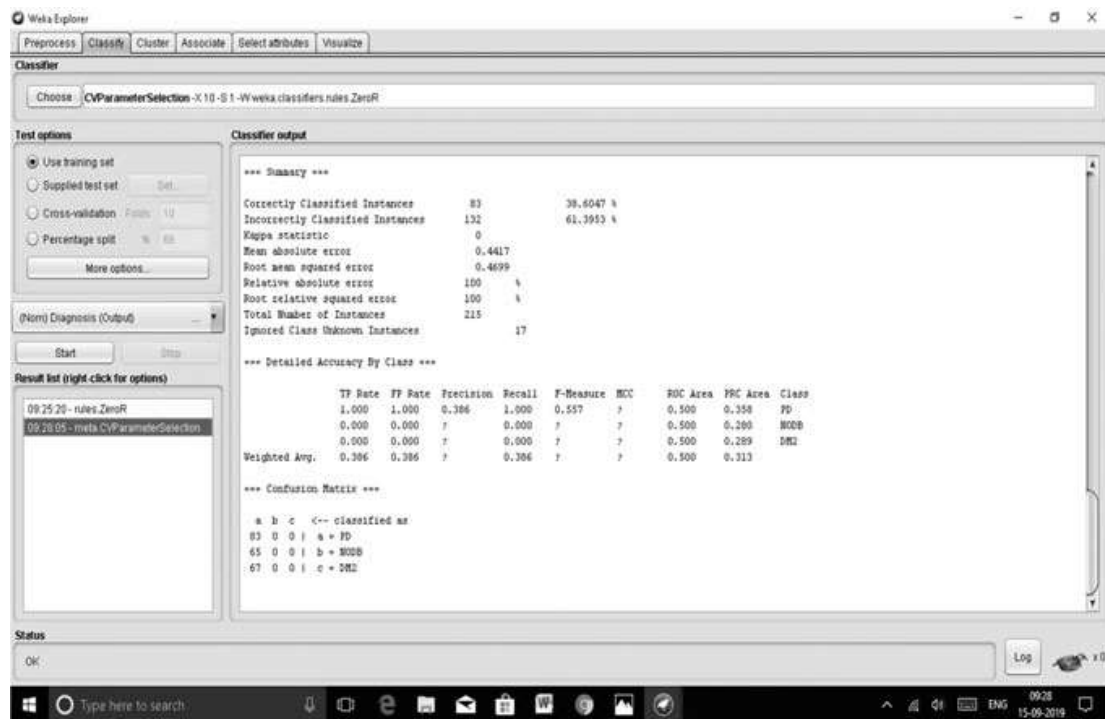 Weka Explorer
Preprocess Classify Cluster Associate Select attributes Visualize
Classifier
Choose CVParameterSelection -X 10 -S 1 -W weka.classifiers.rules.ZeroR
Test options
Use training set
Supplied test set Set...
Cross-validation Folds 10
Percentage split %
More options...
(Nom) Diagnosis (Output)
Start Stop
Result list (right-click for options)
09:25:20 - rules.ZeroR
09:28:05 - meta.CVParameterSelection
Classifier output
=== Summary ===
Correctly Classified Instances 83 38.6047 %
Incorrectly Classified Instances 132 61.3953 %
Kappa statistic 0
Mean absolute error 0.4417
Root mean squared error 0.4699
Relative absolute error 100 %
Root relative squared error 100 %
Total Number of Instances 215
Ignored Class Unknown Instances 17
=== Detailed Accuracy By Class ===
TP Rate FP Rate Precision Recall F-Measure MCC ROC Area PRC Area Class
1.000 1.000 0.386 1.000 0.557 ? 0.500 0.358 PD
0.000 0.000 ? 0.000 ? ? 0.500 0.280 NODB
0.000 0.000 ? 0.000 ? ? 0.500 0.289 DM2
Weighted Avg. 0.386 0.386 ? 0.386 ? ? 0.500 0.313
=== Confusion Matrix ===
a b c <-- classified as
83 0 0 | a = PD
65 0 0 | b = NODB
67 0 0 | c = DM2
Status
OK
Log x 0
Type here to search
ENG
09:28
15-09-2019